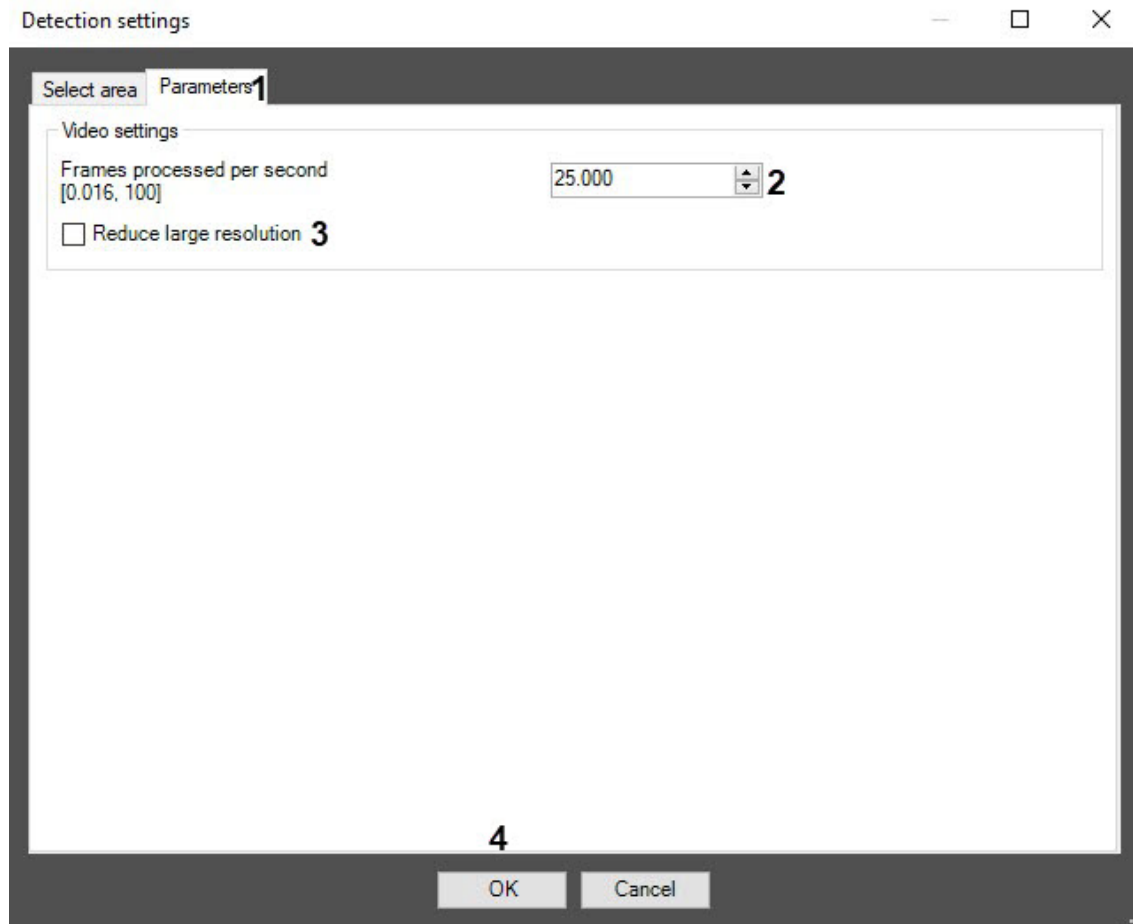 Detection settings
Select area
Parameters 1
Video settings
Frames processed per second
[0.016, 100]
25.000 2
Reduce large resolution 3
4
OK
Cancel